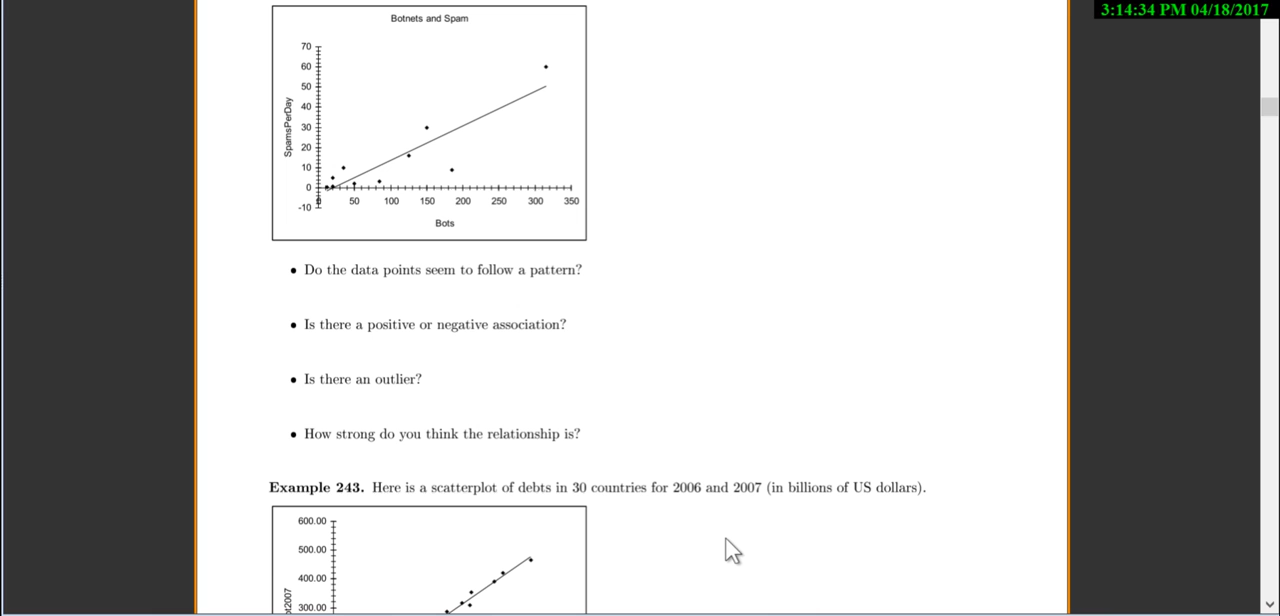 3:14:34 PM 04/18/2017
Botnets and Spam
70
60
50
40
30
20
10
0
-10
SpamsPerDay
0 50 100 150 200 250 300 350
Bots
• Do the data points seem to follow a pattern?
• Is there a positive or negative association?
• Is there an outlier?
• How strong do you think the relationship is?
Example 243. Here is a scatterplot of debts in 30 countries for 2006 and 2007 (in billions of US dollars).
600.00
500.00
400.00
300.00